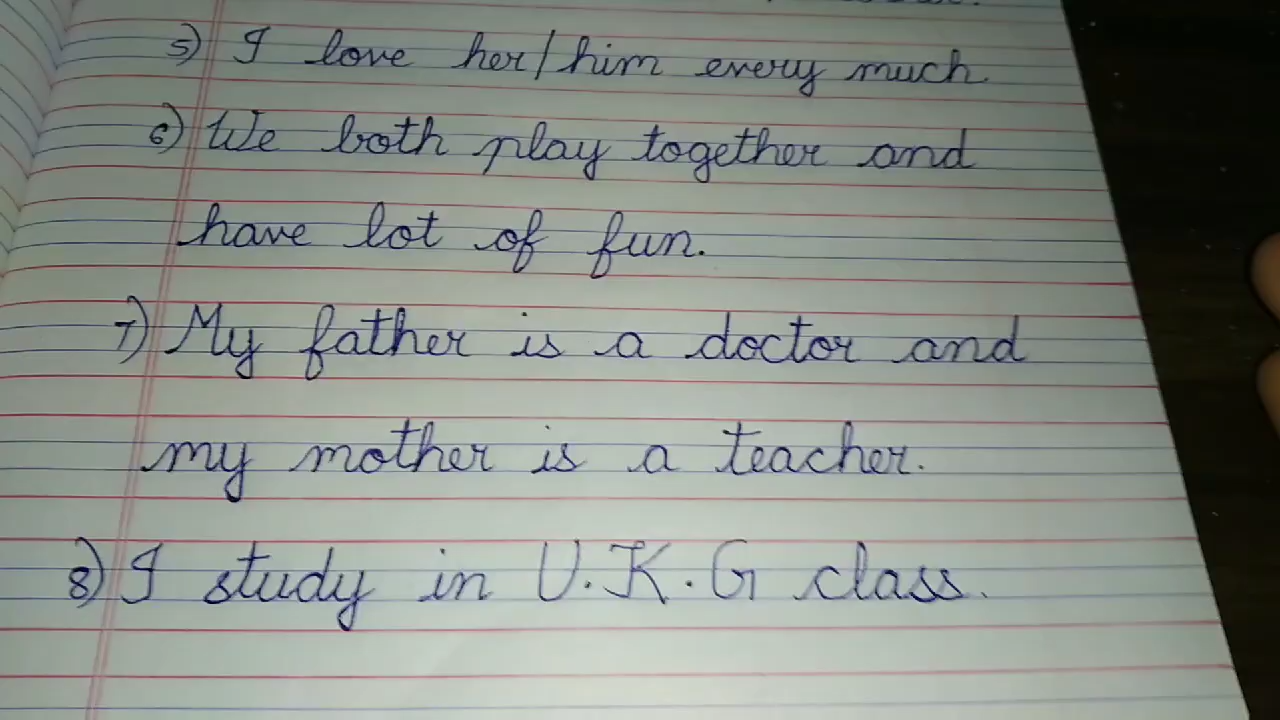 5) I love her/him every much.
6) We both play together and
have lot of fun.
7) My father is a doctor and
my mother is a teacher.
8) I study in U.K.G class.